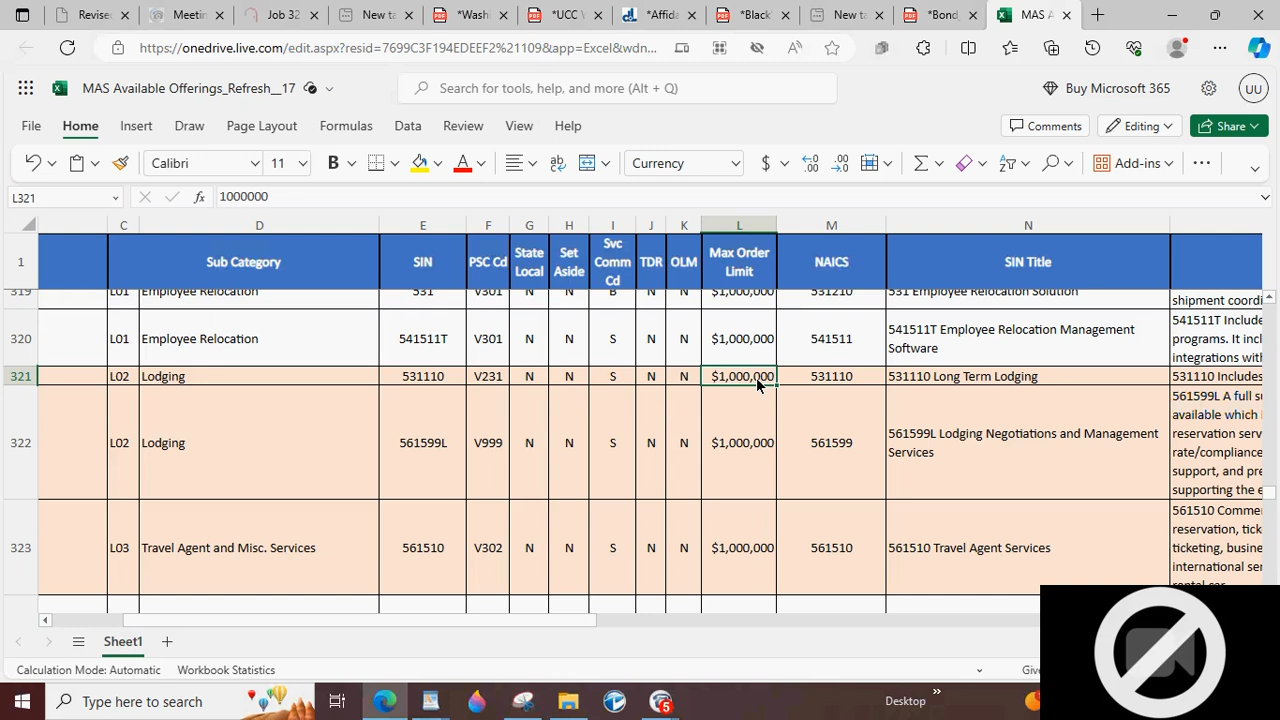 Revised
Meetin
Job 32
New ta
*Wash
*UCC V
*Affida
*Black
New ta
*Bond_
MAS A
https://onedrive.live.com/edit.aspx?resid=7699C3F194EDEEF2%21109&app=Excel&wdn...
MAS Available Offerings_Refresh__17
Search for tools, help, and more (Alt + Q)
Buy Microsoft 365
UU
File Home Insert Draw Page Layout Formulas Data Review View Help
Comments Editing Share
Calibri 11 B A Currency $ Add-ins
L321 fx 1000000
C D E F G H I J K L M N
1 Sub Category SIN PSC Cd State Local Set Aside Svc Comm Cd TDR OLM Max Order Limit NAICS SIN Title
319 L01 Employee Relocation 531 V301 N N B N N $1,000,000 531210 531 Employee Relocation Solution shipment coordi
320 L01 Employee Relocation 541511T V301 N N S N N $1,000,000 541511 541511T Employee Relocation Management
Software
541511T Include
programs. It incl
integrations with
321 L02 Lodging 531110 V231 N N S N N $1,000,000 531110 531110 Long Term Lodging 531110 Includes
322 L02 Lodging 561599L V999 N N S N N $1,000,000 561599 561599L Lodging Negotiations and Management
Services
561599L A full su
available which i
reservation serv
rate/compliance
support, and pre
supporting the e
323 L03 Travel Agent and Misc. Services 561510 V302 N N S N N $1,000,000 561510 561510 Travel Agent Services
561510 Commer
reservation, tick
ticketing, busine
international ser
rental car
Sheet1
Calculation Mode: Automatic Workbook Statistics
Type here to search
5
Desktop